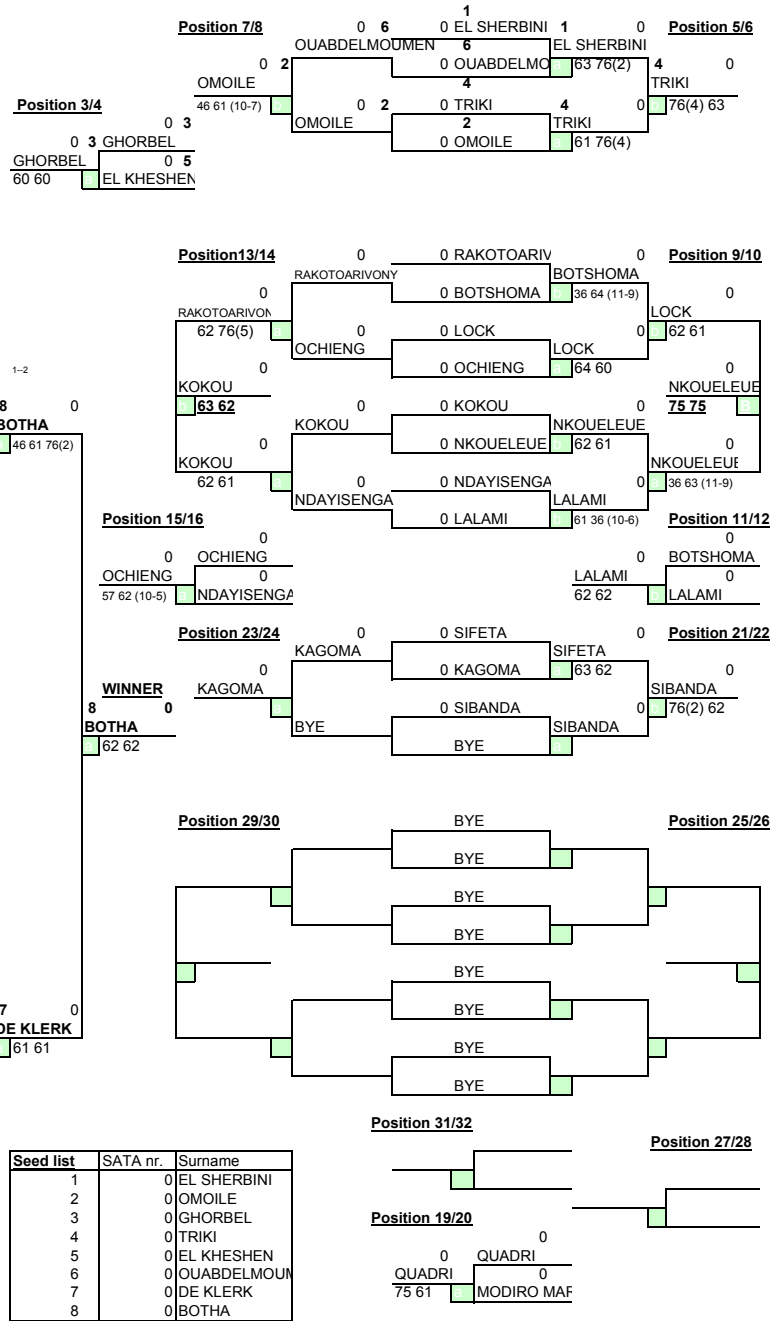 1
Position 7/8 0 6 0 EL SHERBINI 1 0 Position 5/6
OUABDELMOUMEN 6 EL SHERBINI
0 2 0 OUABDELMO a 63 76(2) 4 0
OMOILE 4 TRIKI
46 61 (10-7) b 0 2 0 TRIKI 4 0 b 76(4) 63
Position 3/4 OMOILE 2 TRIKI
0 3 0 OMOILE a 61 76(4)
0 3 GHORBEL
GHORBEL 0 5
60 60 a EL KHESHEN
Position13/14 0 0 RAKOTOARIV 0 Position 9/10
RAKOTOARIVONY BOTSHOMA
0 0 BOTSHOMA b 36 64 (11-9) 0
RAKOTOARIVON LOCK
62 76(5) a 0 0 LOCK 0 b 62 61
OCHIENG LOCK
1--2 0 0 OCHIENG a 64 60 0
KOKOU NKOUELEUE
8 0 b 63 62 0 0 KOKOU 0 75 75 B
BOTHA KOKOU NKOUELEUE
a 46 61 76(2) 0 0 NKOUELEUE b 62 61 0
KOKOU NKOUELEUE
62 61 a 0 0 NDAYISENGA 0 a 36 63 (11-9)
NDAYISENGA LALAMI
0 LALAMI b 61 36 (10-6)
Position 15/16 Position 11/12
0 0
0 OCHIENG 0 BOTSHOMA
OCHIENG 0 LALAMI 0
57 62 (10-5) a NDAYISENGA 62 62 b LALAMI
Position 23/24 0 0 SIFETA 0 Position 21/22
KAGOMA SIFETA
0 0 KAGOMA a 63 62 0
WINNER KAGOMA SIBANDA
8 0 a 0 SIBANDA 0 b 76(2) 62
BOTHA BYE SIBANDA
a 62 62 BYE a
Position 29/30 BYE Position 25/26
BYE
BYE
BYE
BYE
7 0 BYE
DE KLERK BYE
61 61
BYE
Position 31/32
Position 27/28
Seed list SATA nr. Surname
1 0 EL SHERBINI
2 0 OMOILE
3 0 GHORBEL
4 0 TRIKI
5 0 EL KHESHEN
6 0 OUABDELMOUM
7 0 DE KLERK
8 0 BOTHA
Position 19/20
0
0 QUADRI
QUADRI 0
75 61 a MODIRO MAR